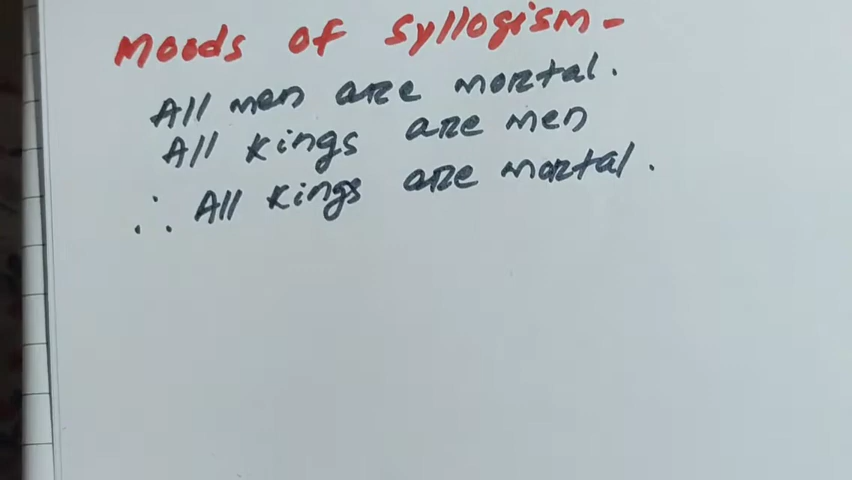 Moods of Syllogism-
All men are mortal.
All kings are men
∴ All kings are mortal.